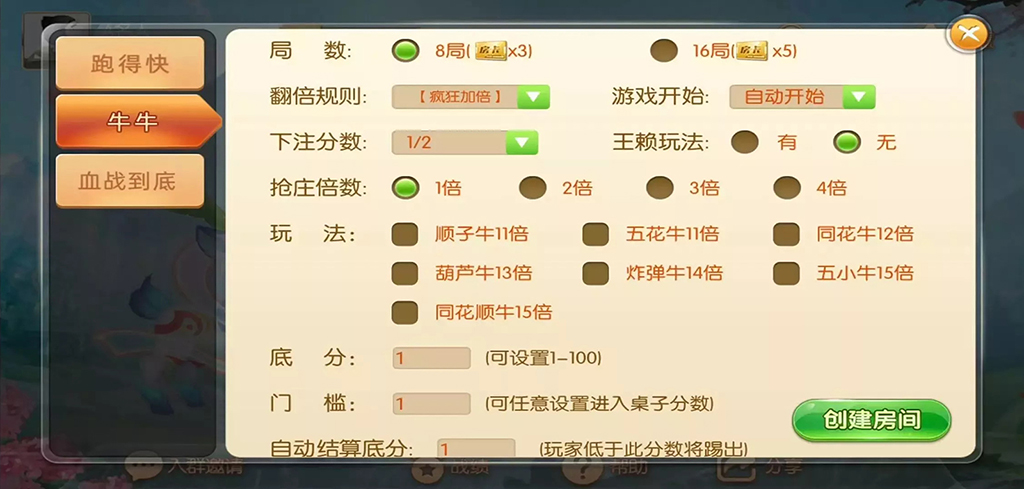 跑得快
牛牛
血战到底
局 数: 8局(房卡x3) 16局(房卡x5)
翻倍规则: 【疯狂加倍】 游戏开始: 自动开始
下注分数: 1/2 王赖玩法: 有 无
抢庄倍数: 1倍 2倍 3倍 4倍
玩 法: 顺子牛11倍 五花牛11倍 同花牛12倍
葫芦牛13倍 炸弹牛14倍 五小牛15倍
同花顺牛15倍
底 分: 1 (可设置1-100)
门 槛: 1 (可任意设置进入桌子分数)
创建房间
自动结算底分: 1 (玩家低于此分数将踢出)
入群邀请 战绩 帮助 分享